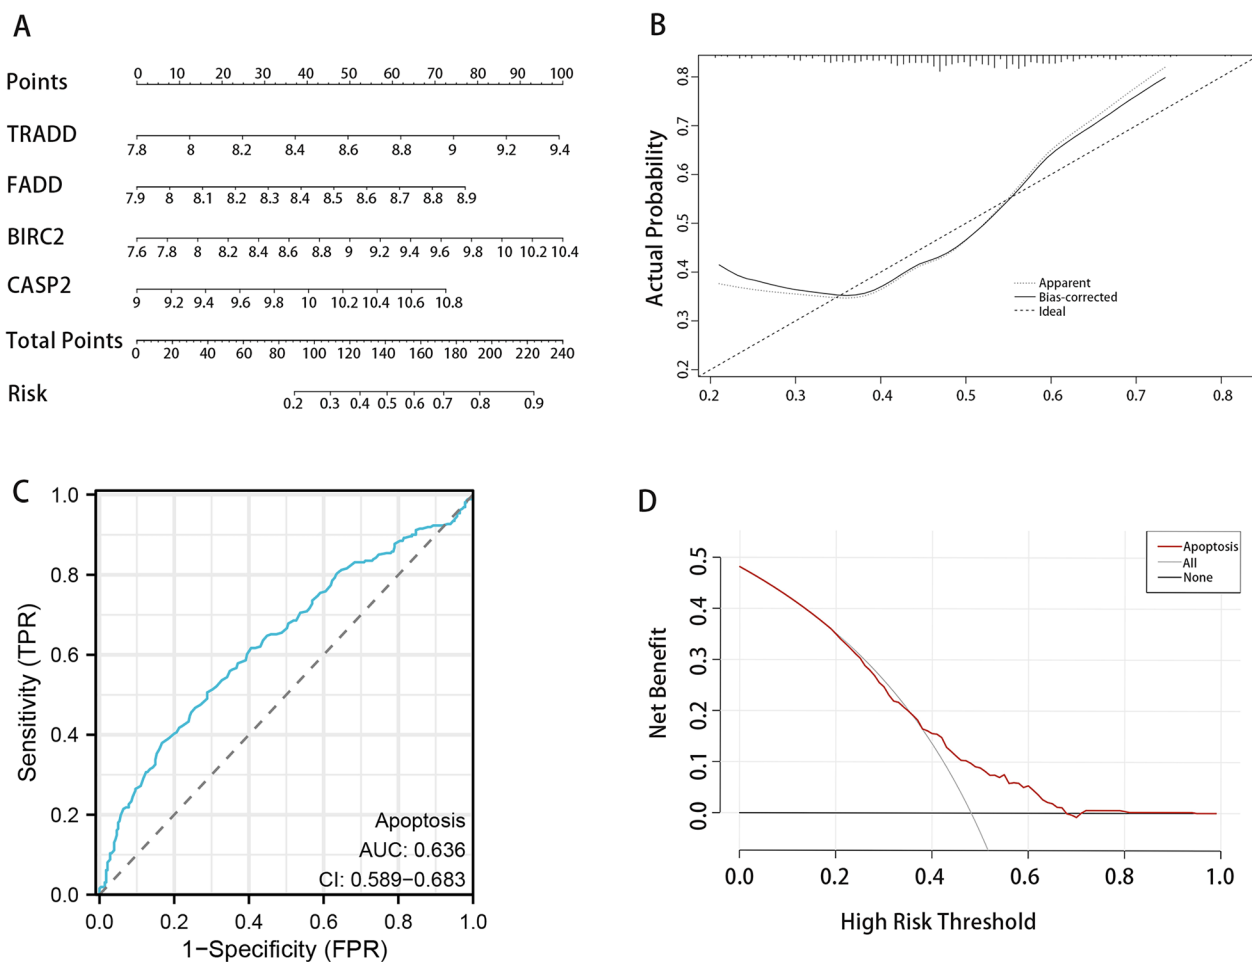 A
Points
0 10 20 30 40 50 60 70 80 90 100
TRADD
7.8 8 8.2 8.4 8.6 8.8 9 9.2 9.4
FADD
7.9 8 8.1 8.2 8.3 8.4 8.5 8.6 8.7 8.8 8.9
BIRC2
7.6 7.8 8 8.2 8.4 8.6 8.8 9 9.2 9.4 9.6 9.8 10 10.2 10.4
CASP2
9 9.2 9.4 9.6 9.8 10 10.2 10.4 10.6 10.8
Total Points
0 20 40 60 80 100 120 140 160 180 200 220 240
Risk
0.2 0.3 0.4 0.5 0.6 0.7 0.8 0.9
B
Actual Probability
0.8
0.7
0.6
0.5
0.4
0.3
0.2
Apparent
Bias-corrected
Ideal
0.2 0.3 0.4 0.5 0.6 0.7 0.8
C
Sensitivity (TPR)
1.0
0.8
0.6
0.4
0.2
0.0
Apoptosis
AUC: 0.636
CI: 0.589−0.683
0.0 0.2 0.4 0.6 0.8 1.0
1−Specificity (FPR)
D
Net Benefit
0.5
0.4
0.3
0.2
0.1
0.0
Apoptosis
All
None
0.0 0.2 0.4 0.6 0.8 1.0
High Risk Threshold